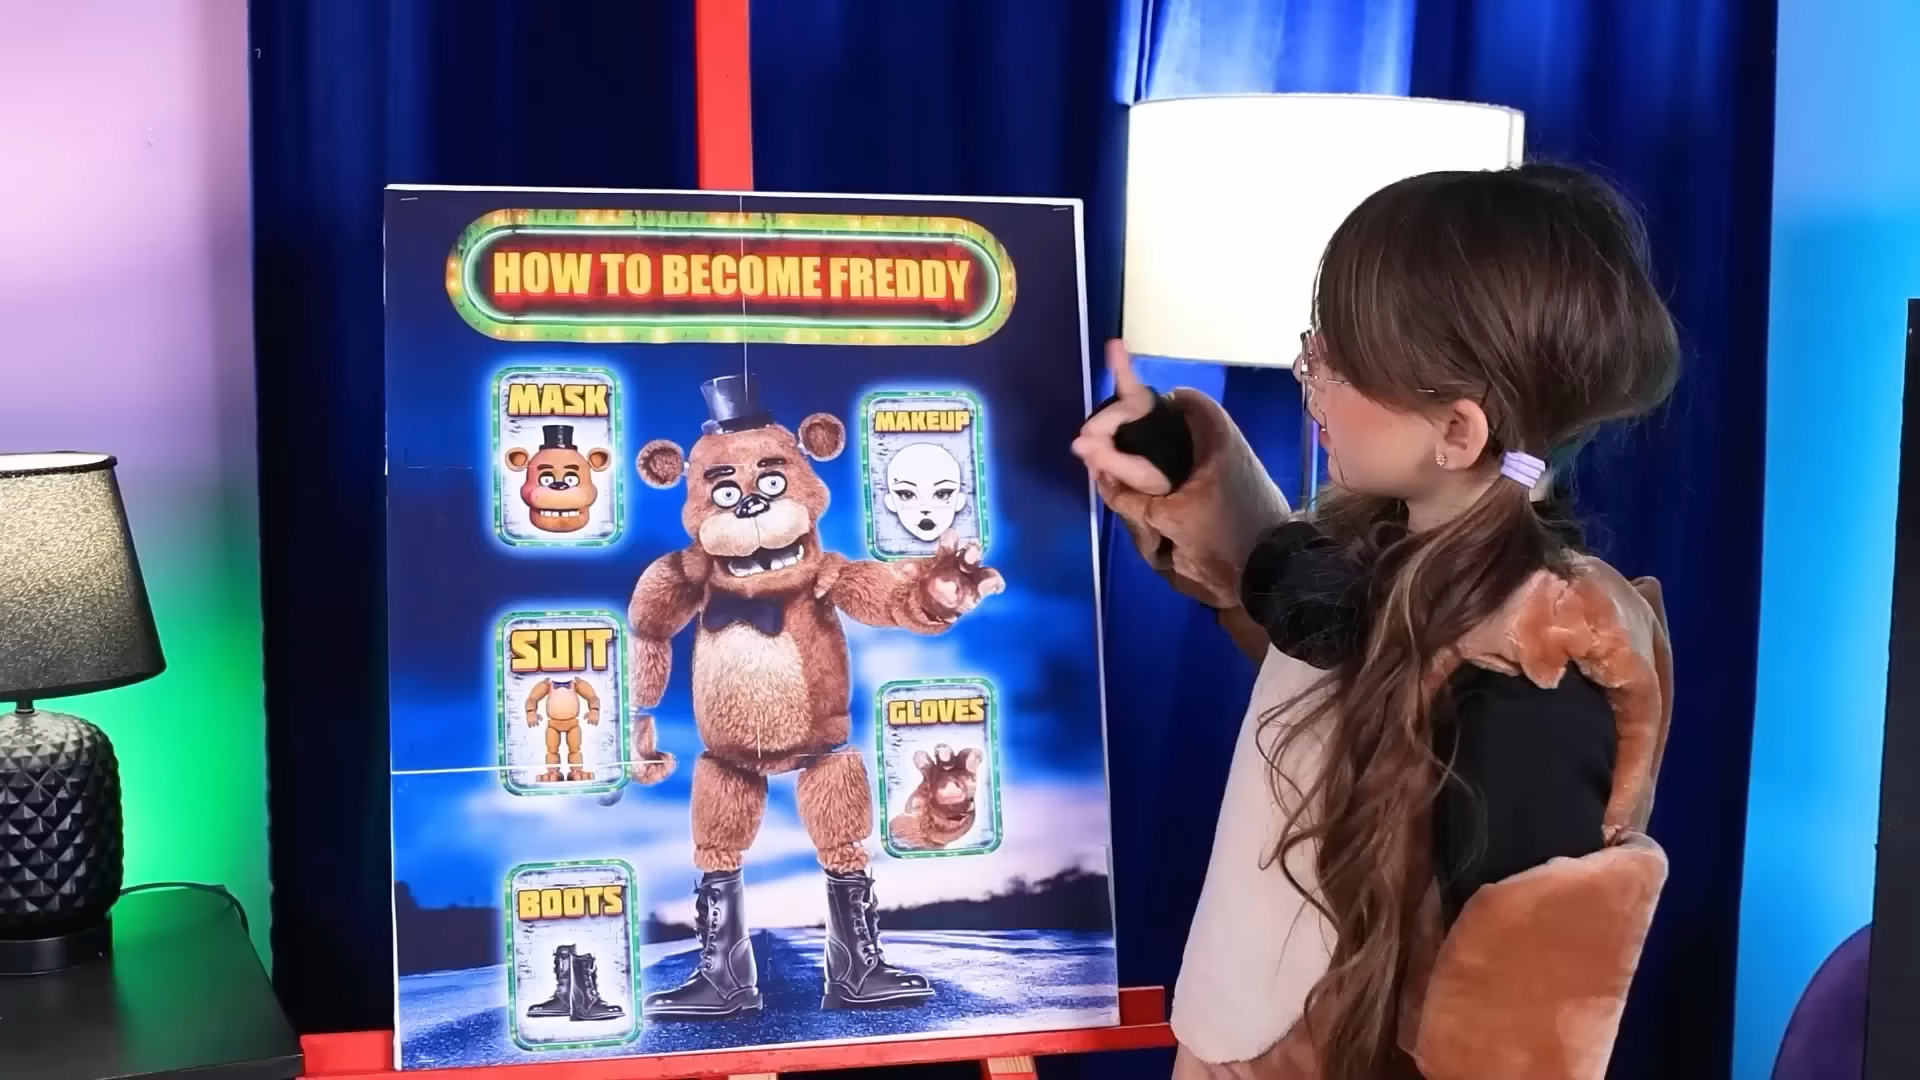 HOW TO BECOME FREDDY
MASK
MAKEUP
SUIT
GLOVES
BOOTS